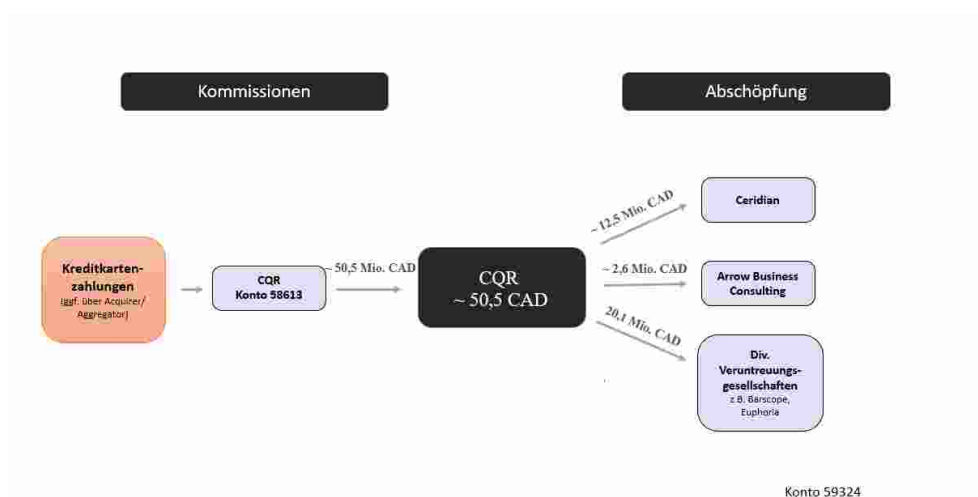 Kommissionen
Abschöpfung
Kreditkarten-
zahlungen
(ggf. über Acquirer/
Aggregator)
CQR
Konto 58613
~ 50,5 Mio. CAD
CQR
~ 50,5 CAD
~ 12,5 Mio. CAD
Ceridian
~ 2,6 Mio. CAD
Arrow Business
Consulting
20,1 Mio. CAD
Div.
Veruntreuungs-
gesellschaften
z.B. Barscope,
Euphoria
Konto 59324